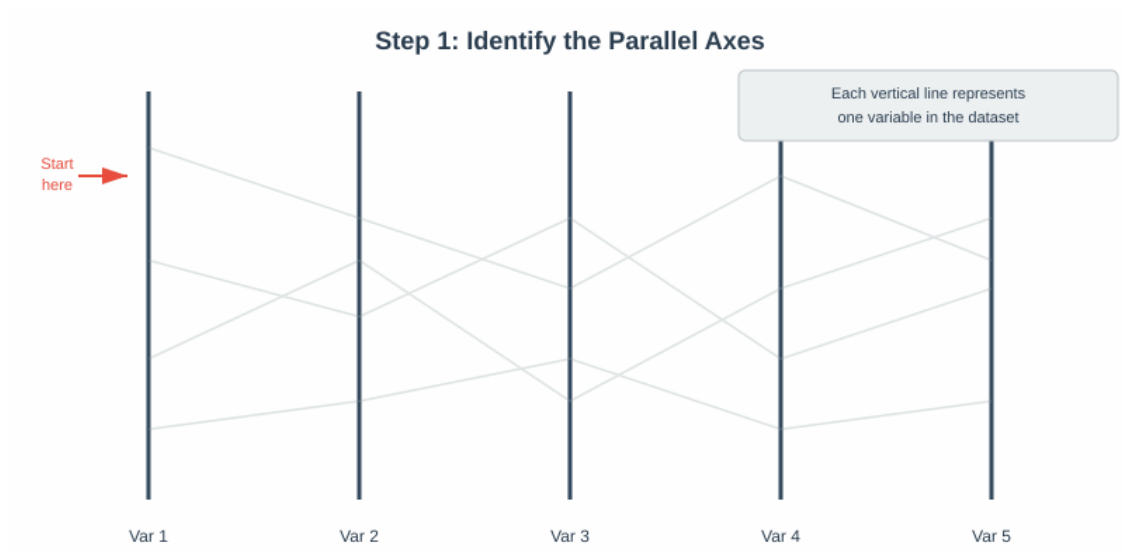 Step 1: Identify the Parallel Axes
Each vertical line represents
one variable in the dataset
Start
here
Var 1
Var 2
Var 3
Var 4
Var 5